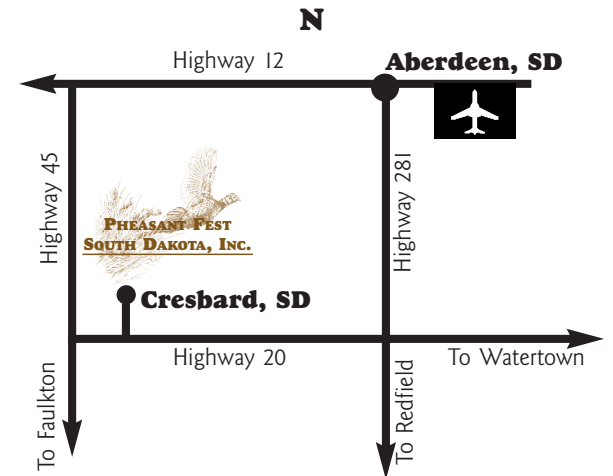 N
Highway 12
Aberdeen, SD
Highway 45
Highway 281
Pheasant Fest
South Dakota, Inc.
Cresbard, SD
Highway 20
To Watertown
To Faulkton
To Redfield